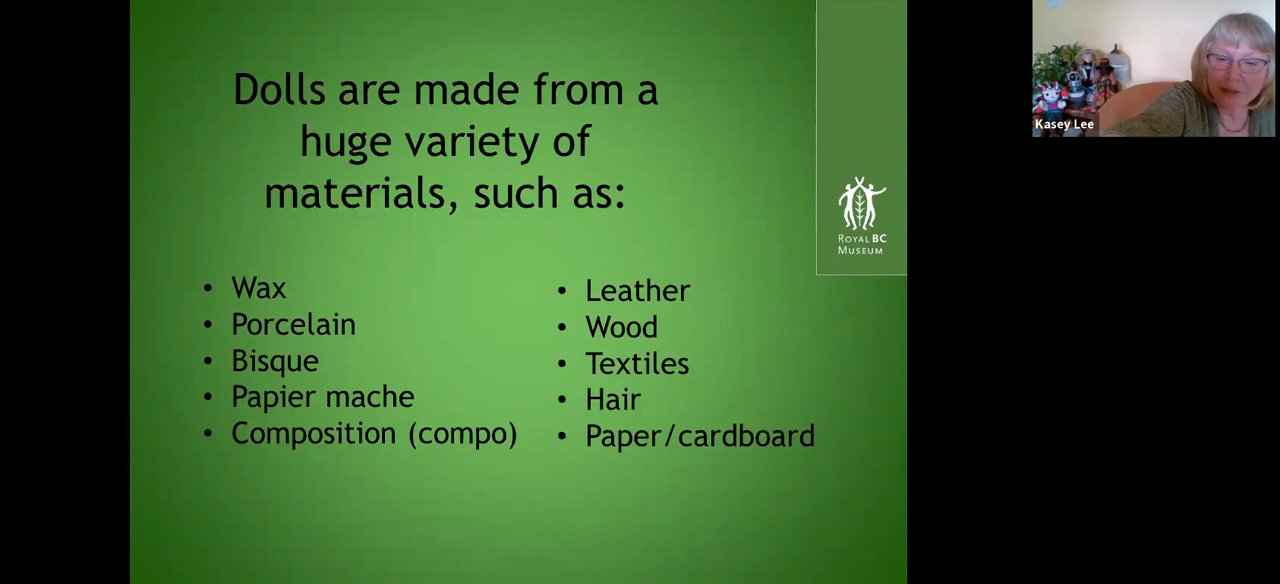 Dolls are made from a
huge variety of
materials, such as:
• Wax
• Porcelain
• Bisque
• Papier mache
• Composition (compo)
• Leather
• Wood
• Textiles
• Hair
• Paper/cardboard
ROYAL BC
MUSEUM
Kasey Lee